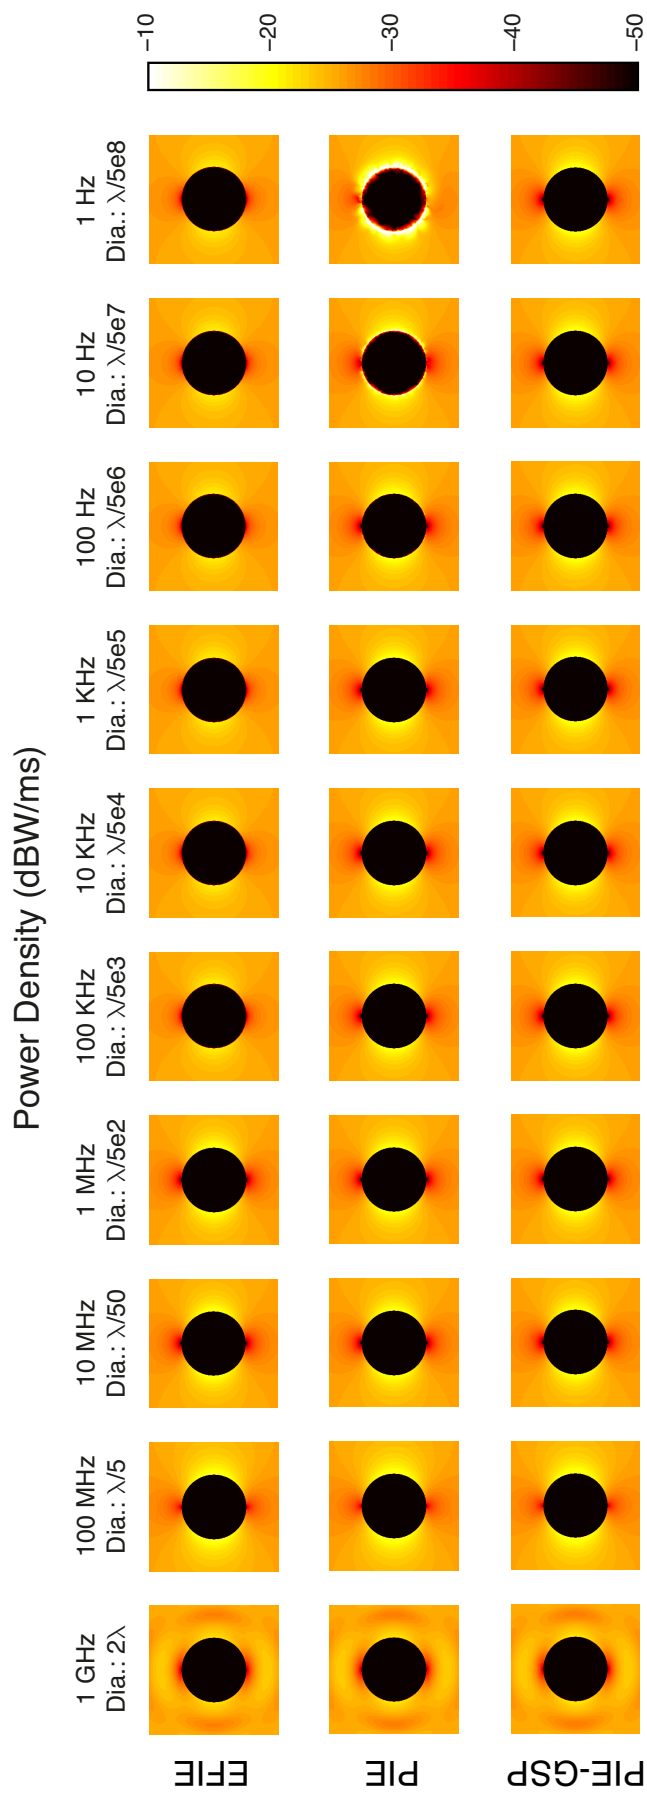 Power Density (dBW/ms)
1 GHz
Dia.: 2λ
100 MHz
Dia.: λ/5
10 MHz
Dia.: λ/50
1 MHz
Dia.: λ/5e2
100 KHz
Dia.: λ/5e3
10 KHz
Dia.: λ/5e4
1 KHz
Dia.: λ/5e5
100 Hz
Dia.: λ/5e6
10 Hz
Dia.: λ/5e7
1 Hz
Dia.: λ/5e8
EFIE
PIE
PIE-GSP
−10
−20
−30
−40
−50